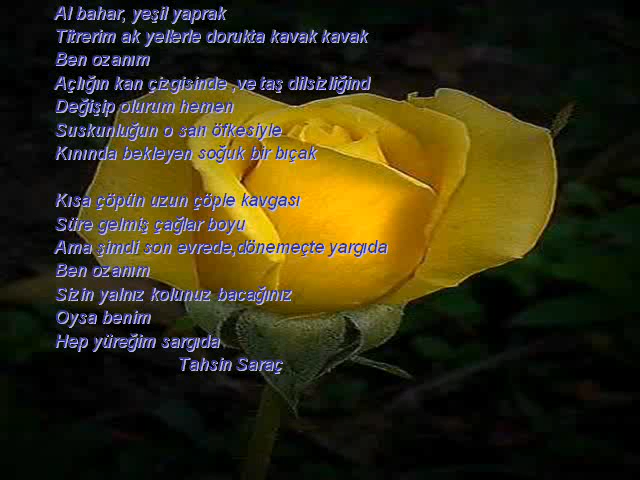 Al bahar, yeşil yaprak
Titrerim ak yellerle dorukta kavak kavak
Ben ozanım
Açlığın kan çizgisinde ,ve taş dilsizliğind
Değişip olurum hemen
Suskunluğun o sarı öfkesiyle
Kınında bekleyen soğuk bir bıçak
Kısa çöpün uzun çöple kavgası
Süre gelmiş çağlar boyu
Ama şimdi son evrede,dönemeçte yargıda
Ben ozanım
Sizin yalnız kolunuz bacağınız
Oysa benim
Hep yüreğim sargıda
Tahsin Saraç